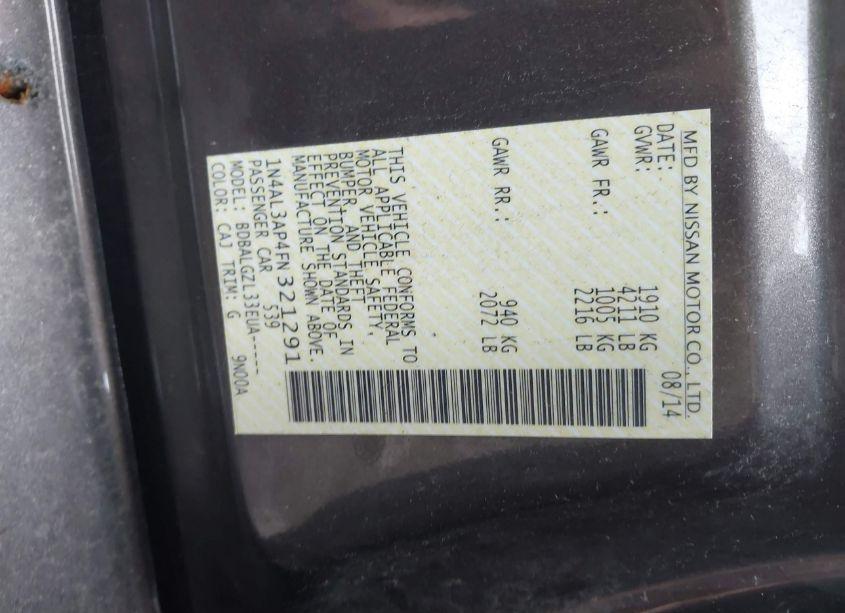 MFD BY NISSAN MOTOR CO., LTD.
DATE: 08/14
GVWR: 1910 KG
4211 LB
GAWR FR.: 1005 KG
2216 LB
GAWR RR.: 940 KG
2072 LB
THIS VEHICLE CONFORMS TO
ALL APPLICABLE FEDERAL
MOTOR VEHICLE SAFETY,
BUMPER, AND THEFT
PREVENTION STANDARDS IN
EFFECT ON THE DATE OF
MANUFACTURE SHOWN ABOVE.
1N4AL3AP4FN321291
PASSENGER CAR 539
MODEL: BDBALGZL33EUA----
COLOR: CAJ TRIM: G 9N00A